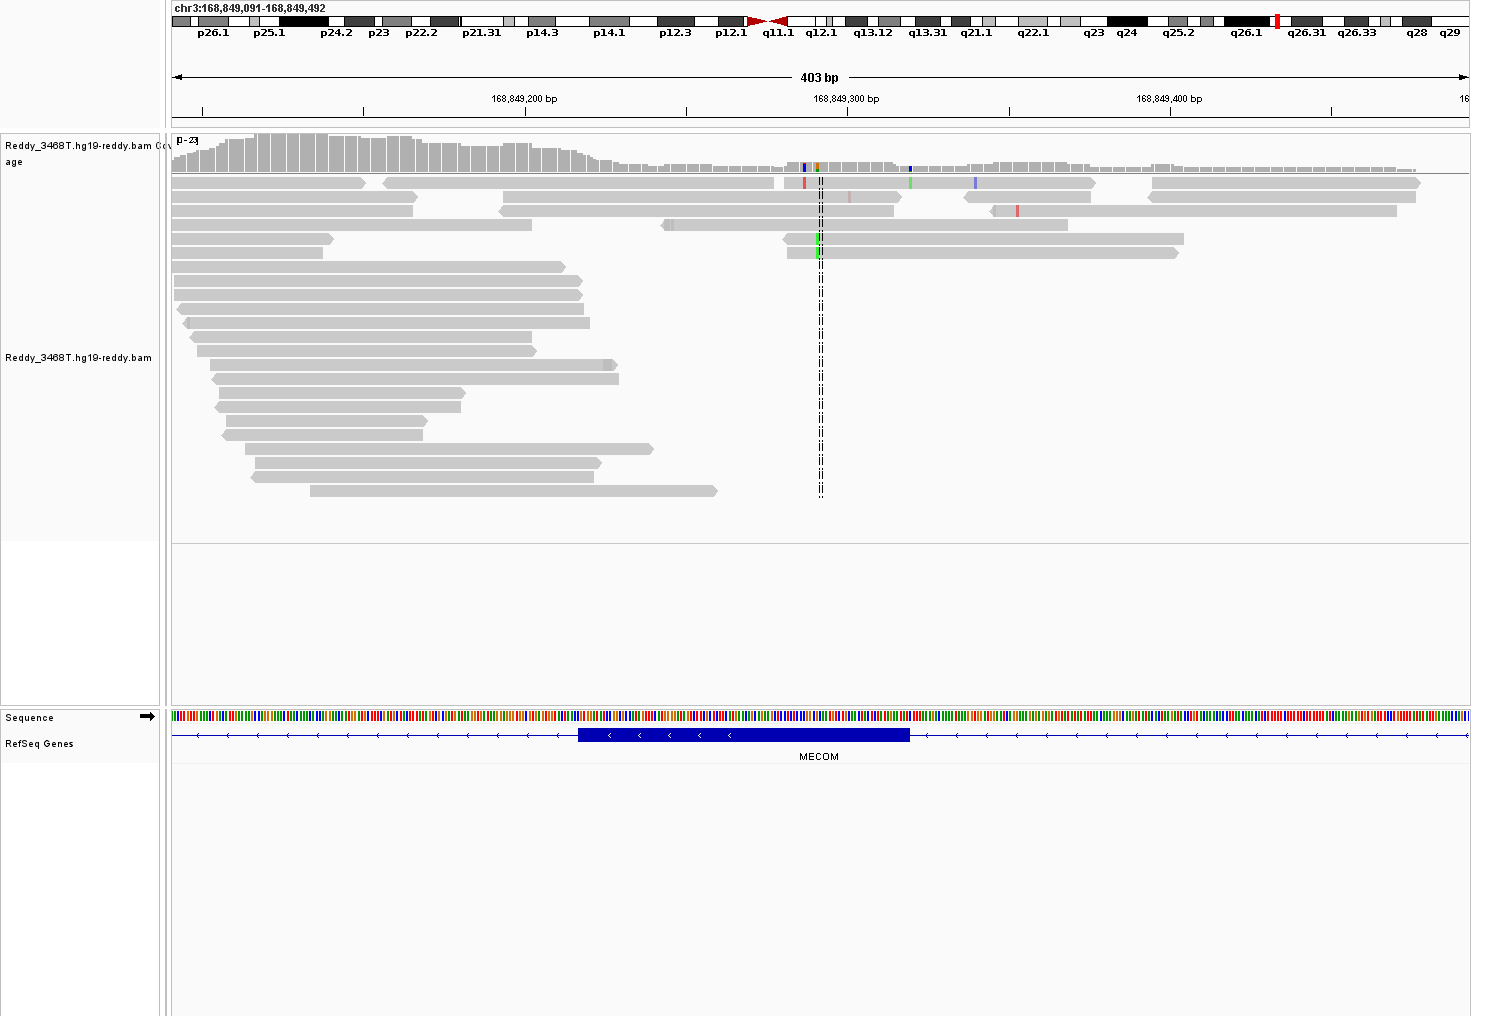 chr3:168,849,091-168,849,492
p26.1 p25.1 p24.2 p23 p22.2 p21.31 p14.3 p14.1 p12.3 p12.1 q11.1 q12.1 q13.12 q13.31 q21.1 q22.1 q23 q24 q25.2 q26.1 q26.31 q26.33 q28 q29
403 bp
168,849,200 bp 168,849,300 bp 168,849,400 bp 16
Reddy_3468T.hg19-reddy.bam Cov
age
[0 - 23]
Reddy_3468T.hg19-reddy.bam
Sequence
RefSeq Genes
MECOM